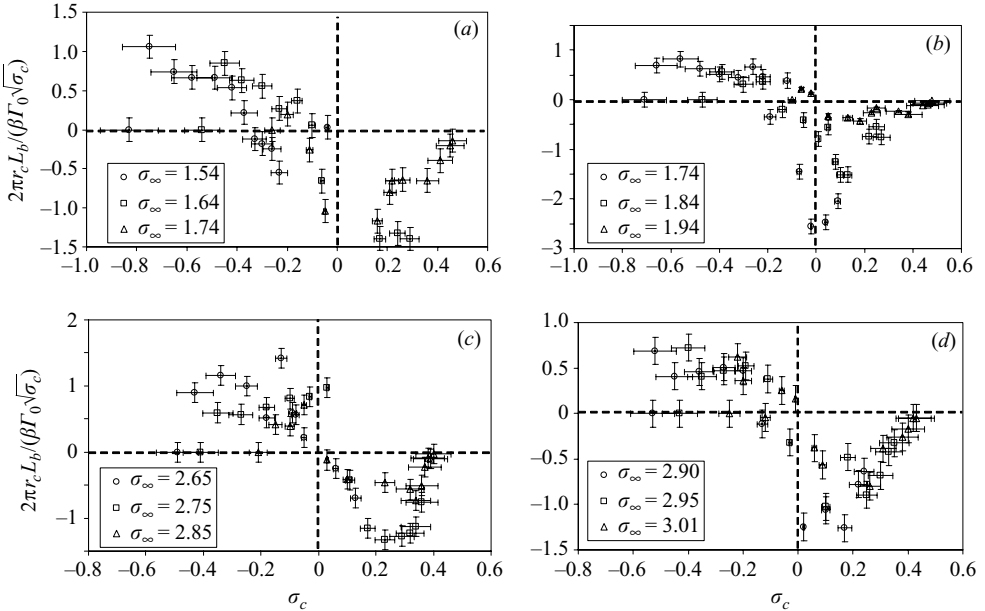 1.5
(a)
1.0
0.5
0
−0.5
−1.0
1.5
2πr_cL_b/(βΓ_0√σ_c)
σ_∞ = 1.54
σ_∞ = 1.64
σ_∞ = 1.74
−1.0 −0.8 −0.6 −0.4 −0.2 0 0.2 0.4 0.6
(b)
1
0
−1
−2
−3
σ_∞ = 1.74
σ_∞ = 1.84
σ_∞ = 1.94
−1.0 −0.8 −0.6 −0.4 −0.2 0 0.2 0.4 0.6
2
(c)
1
0
−1
2πr_cL_b/(βΓ_0√σ_c)
σ_∞ = 2.65
σ_∞ = 2.75
σ_∞ = 2.85
−0.8 −0.6 −0.4 −0.2 0 0.2 0.4 0.6
σ_c
1.0
(d)
0.5
0
−0.5
−1.0
−1.5
σ_∞ = 2.90
σ_∞ = 2.95
σ_∞ = 3.01
−0.8 −0.6 −0.4 −0.2 0 0.2 0.4 0.6
σ_c